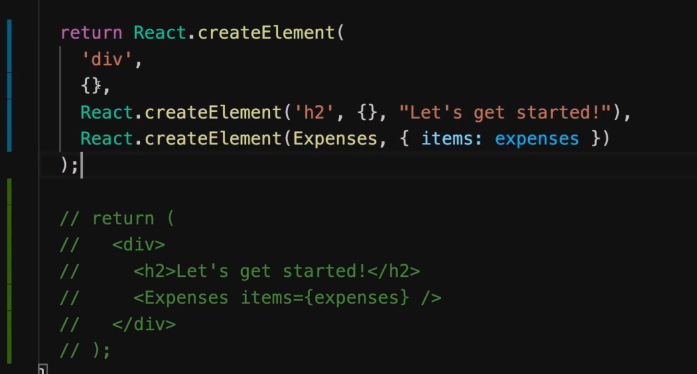 return React.createElement(
'div',
{},
React.createElement('h2', {}, "Let's get started!"),
React.createElement(Expenses, { items: expenses })
);
// return (
//   <div>
//     <h2>Let's get started!</h2>
//     <Expenses items={expenses} />
//   </div>
// );